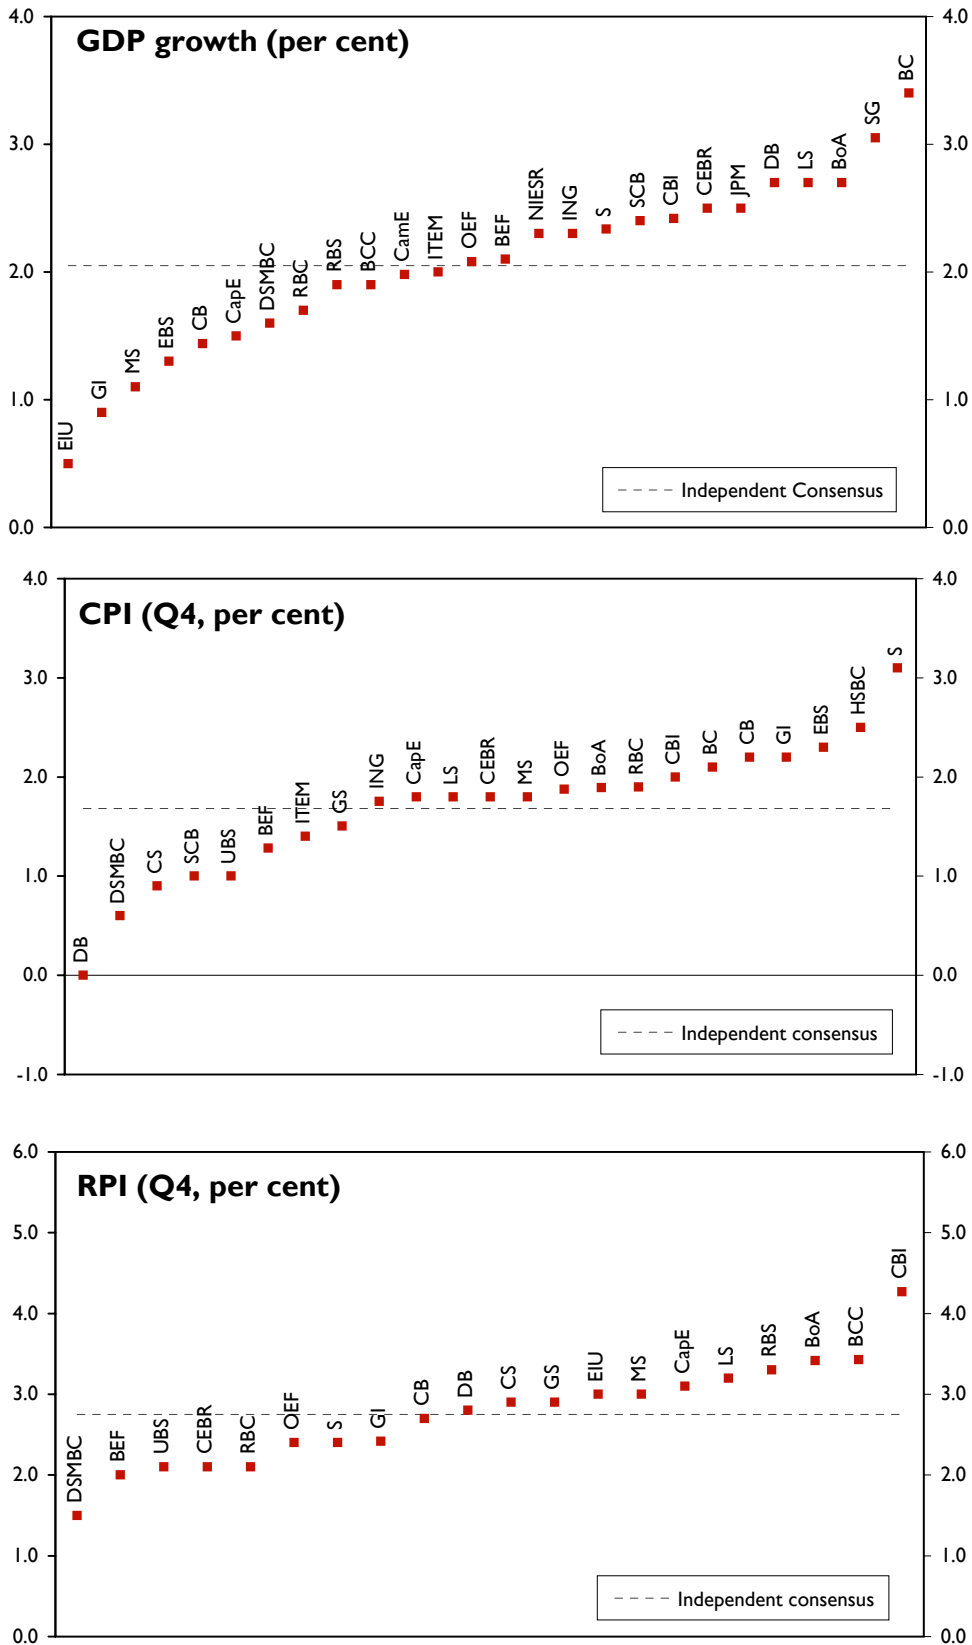 GDP growth (per cent)
4.0 4.0
3.0 3.0
2.0 2.0
1.0 1.0
0.0 0.0
EIU GI MS EBS CB CapE DSMBC RBC RBS BCC CamE ITEM OEF BEF NIESR ING S SCB CBI CEBR JPM DB LS BoA SG BC
Independent Consensus
CPI (Q4, per cent)
4.0 4.0
3.0 3.0
2.0 2.0
1.0 1.0
0.0 0.0
-1.0 -1.0
DB DSMBC CS SCB UBS BEF ITEM GS ING CapE LS CEBR MS OEF BoA RBC CBI BC CB GI EBS HSBC S
Independent consensus
RPI (Q4, per cent)
6.0 6.0
5.0 5.0
4.0 4.0
3.0 3.0
2.0 2.0
1.0 1.0
0.0 0.0
DSMBC BEF UBS CEBR RBC OEF S GI CB DB CS GS EIU MS CapE LS RBS BoA BCC CBI
Independent consensus